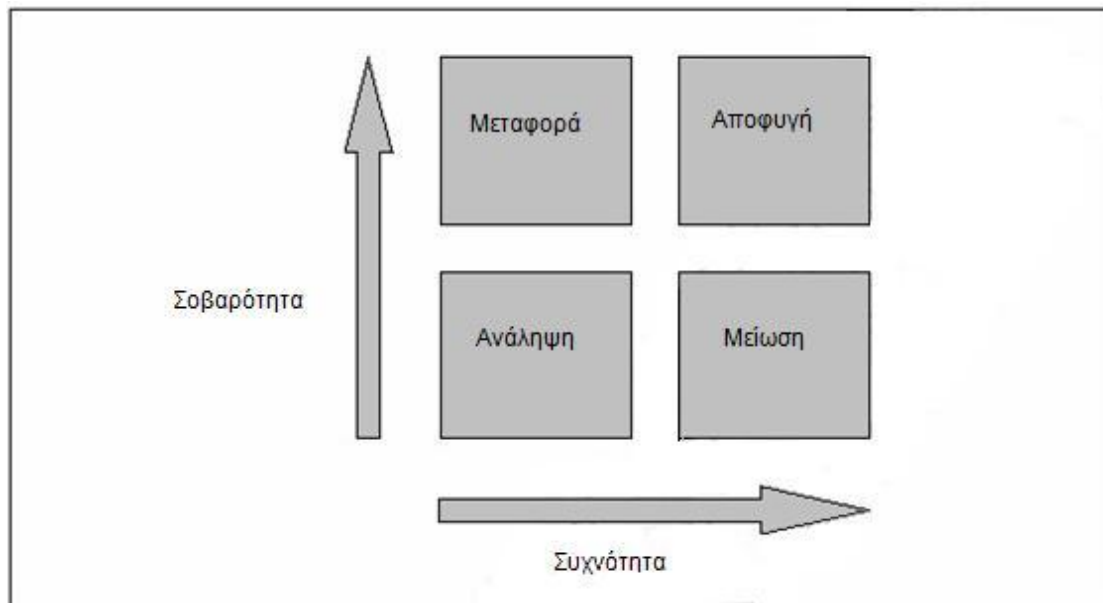 Μεταφορά
Αποφυγή
Σοβαρότητα
Ανάληψη
Μείωση
Συχνότητα